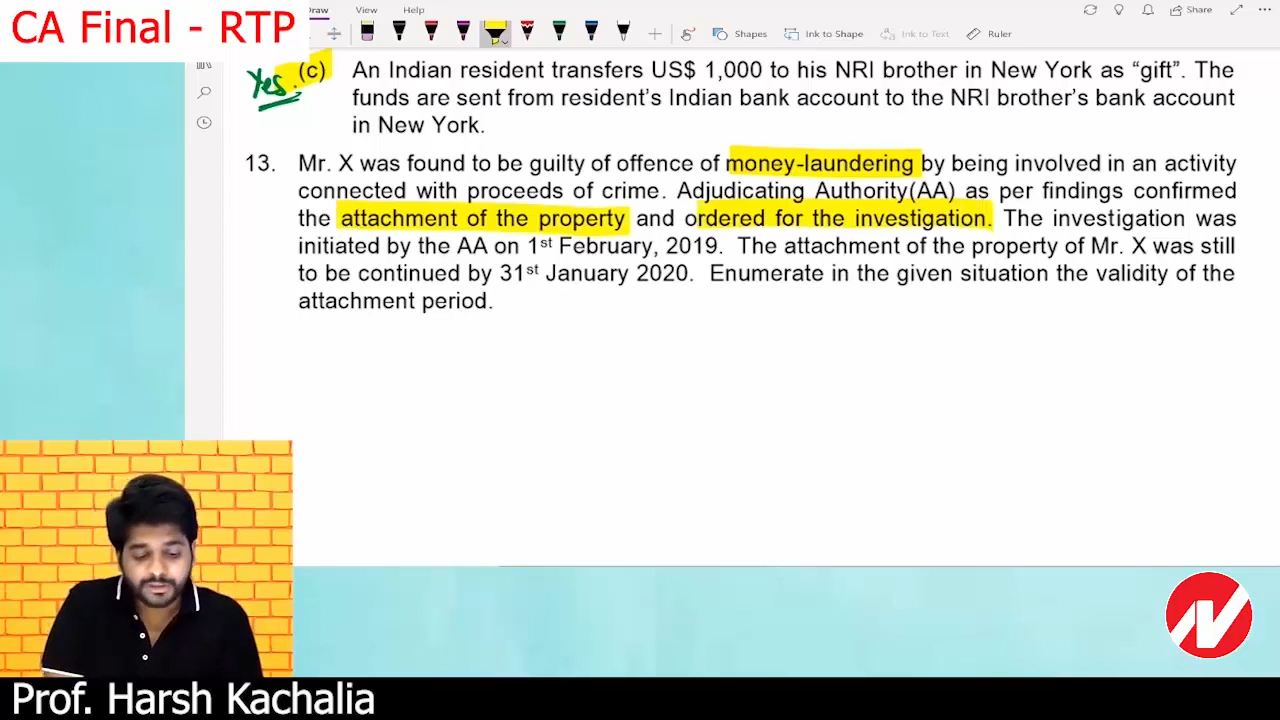 CA Final - RTP
Draw View Help
Share
Shapes Ink to Shape Ink to Text Ruler
Yes. (c) An Indian resident transfers US$ 1,000 to his NRI brother in New York as “gift”. The
funds are sent from resident’s Indian bank account to the NRI brother’s bank account
in New York.
13. Mr. X was found to be guilty of offence of money-laundering by being involved in an activity
connected with proceeds of crime. Adjudicating Authority(AA) as per findings confirmed
the attachment of the property and ordered for the investigation. The investigation was
initiated by the AA on 1st February, 2019. The attachment of the property of Mr. X was still
to be continued by 31st January 2020. Enumerate in the given situation the validity of the
attachment period.
Prof. Harsh Kachalia